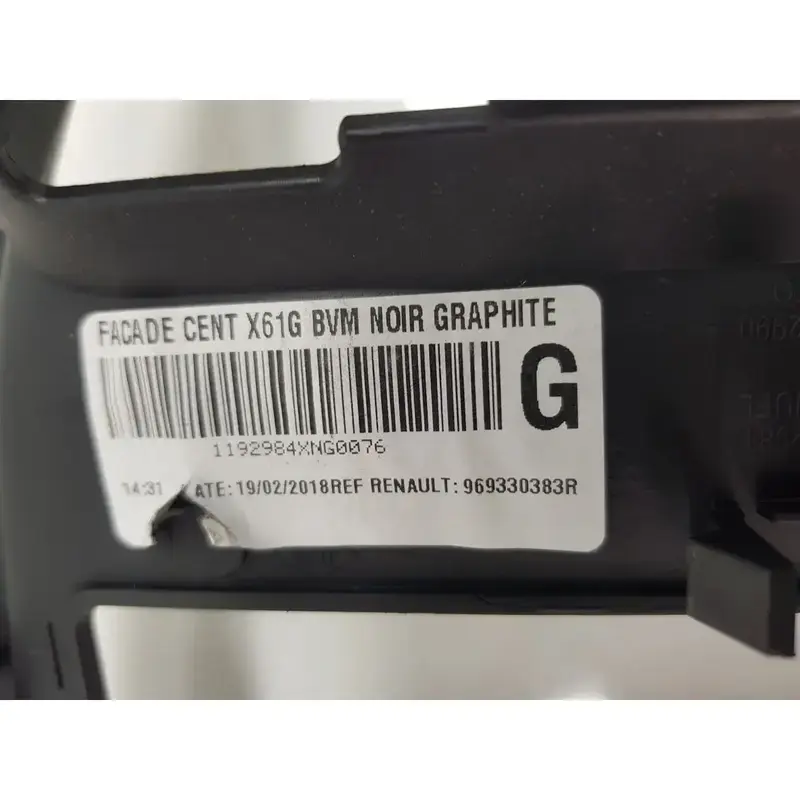 FACADE CENT X61G BVM NOIR GRAPHITE
G
1192984XNG0076
14:31 ATE: 19/02/2018REF RENAULT: 969330383R